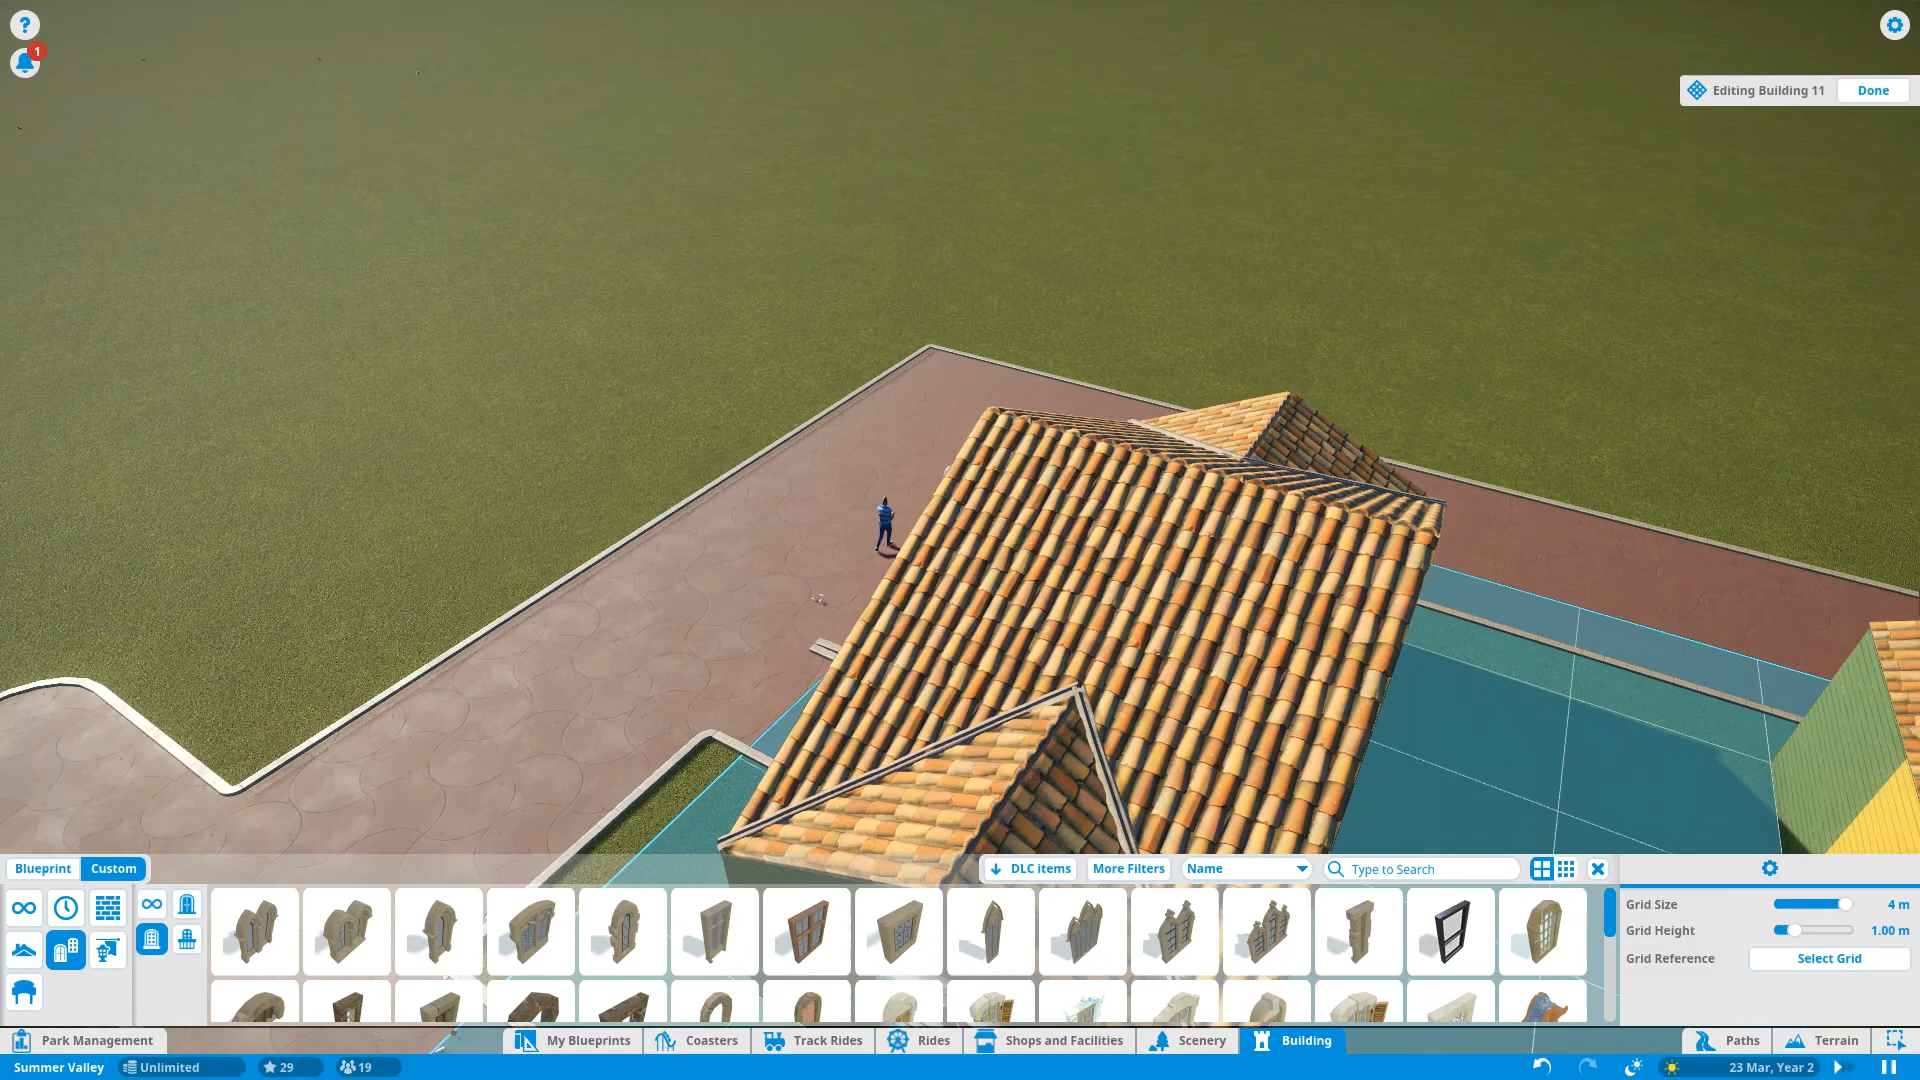 ?
1
Editing Building 11
Done
Blueprint
Custom
DLC items
More Filters
Name
Type to Search
Grid Size
4 m
Grid Height
1.00 m
Grid Reference
Select Grid
Park Management
My Blueprints
Coasters
Track Rides
Rides
Shops and Facilities
Scenery
Building
Paths
Terrain
Summer Valley
Unlimited
29
19
23 Mar, Year 2